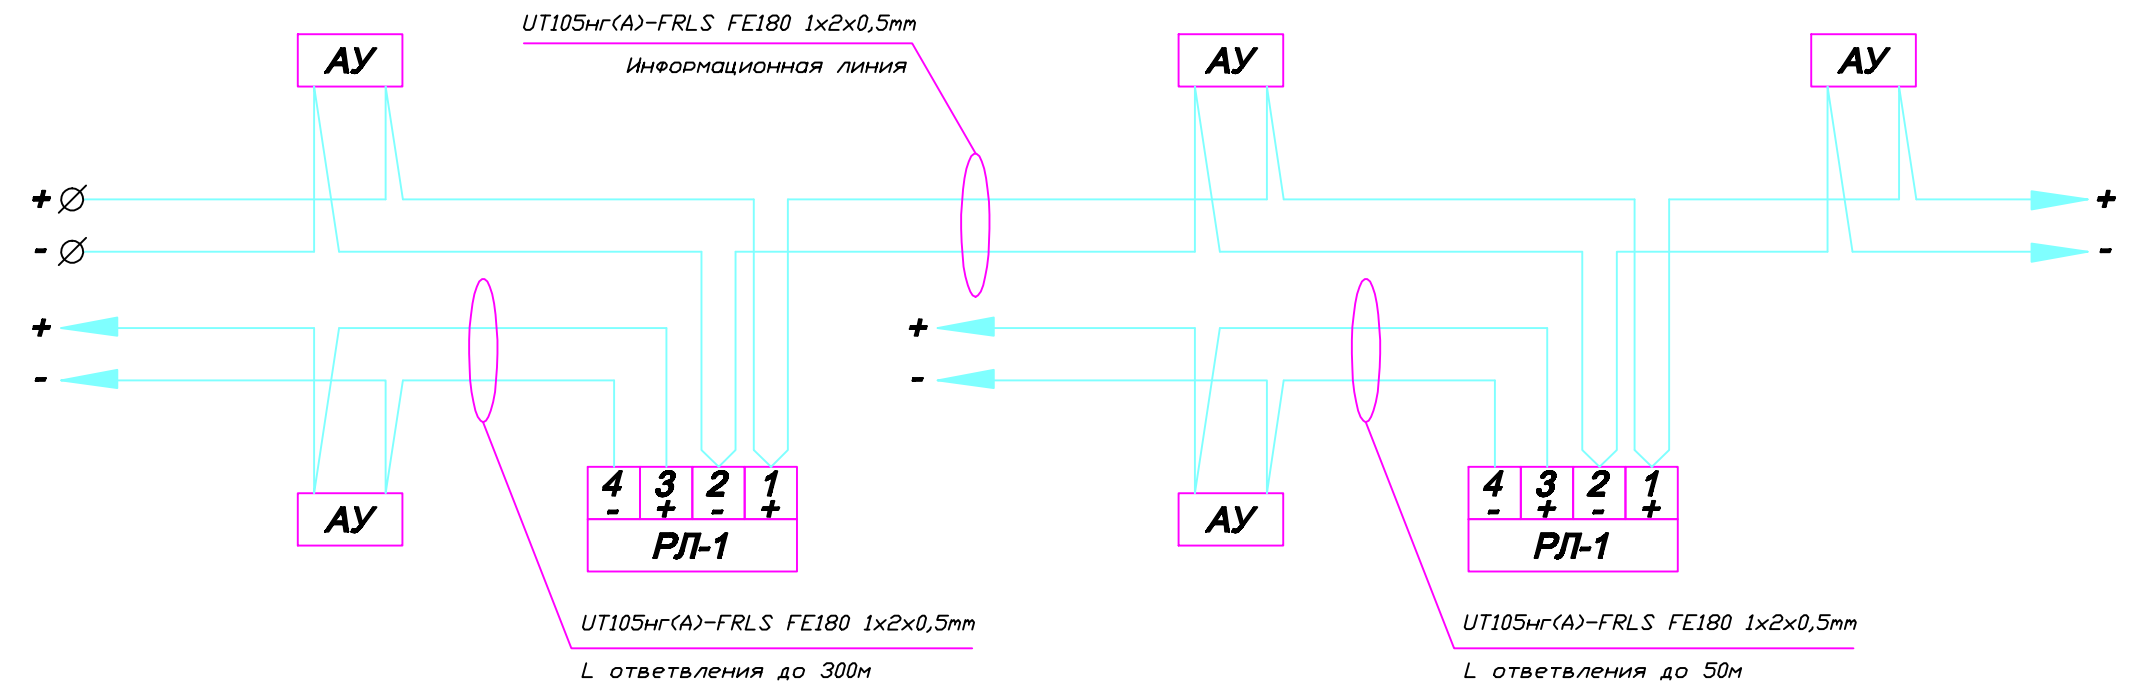 UT105нг(А)-FRLS FE180 1x2x0,5mm
Информационная линия
АУ
АУ
АУ
+
+
-
-
+
+
-
-
4 3 2 1
- + - +
РЛ-1
4 3 2 1
- + - +
РЛ-1
АУ
АУ
UT105нг(А)-FRLS FE180 1x2x0,5mm
L ответвления до 300м
UT105нг(А)-FRLS FE180 1x2x0,5mm
L ответвления до 50м